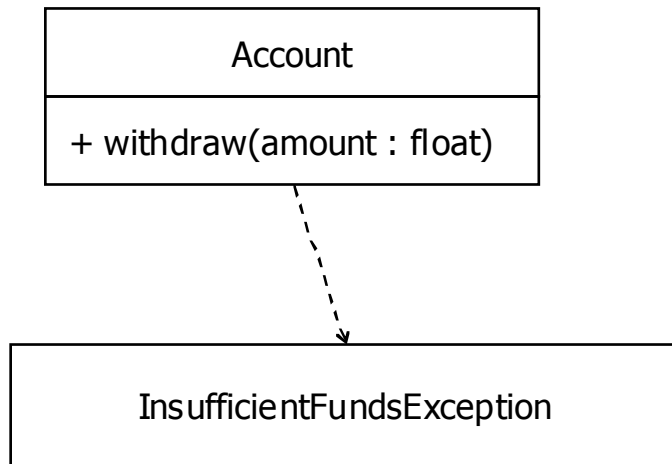 Account
+ withdraw(amount : float)
InsufficientFundsException